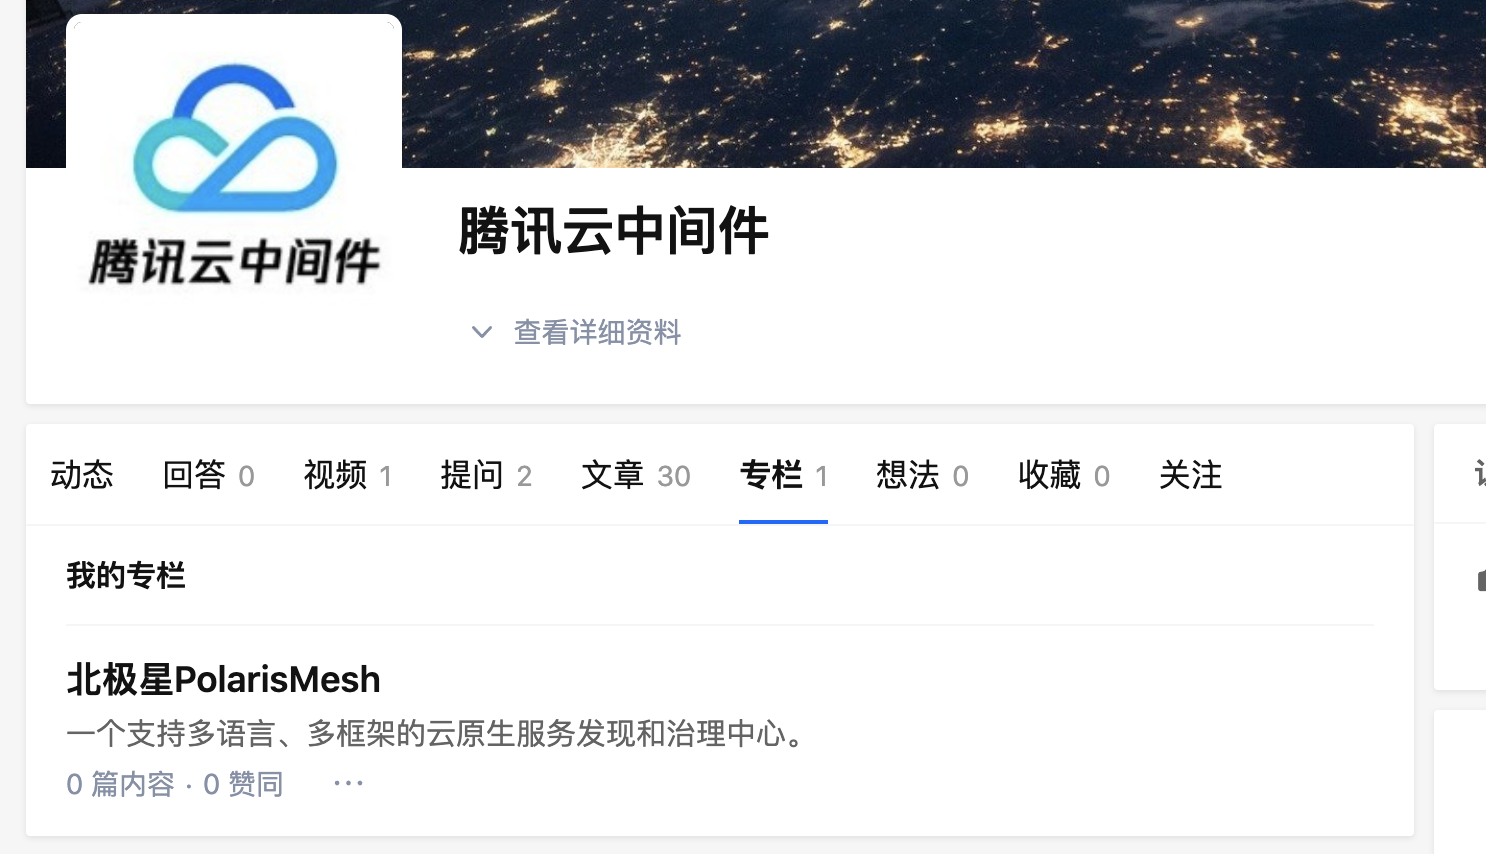 腾讯云中间件
腾讯云中间件
查看详细资料
动态 回答 0 视频 1 提问 2 文章 30 专栏 1 想法 0 收藏 0 关注
我的专栏
北极星PolarisMesh
一个支持多语言、多框架的云原生服务发现和治理中心。
0 篇内容 · 0 赞同 ···